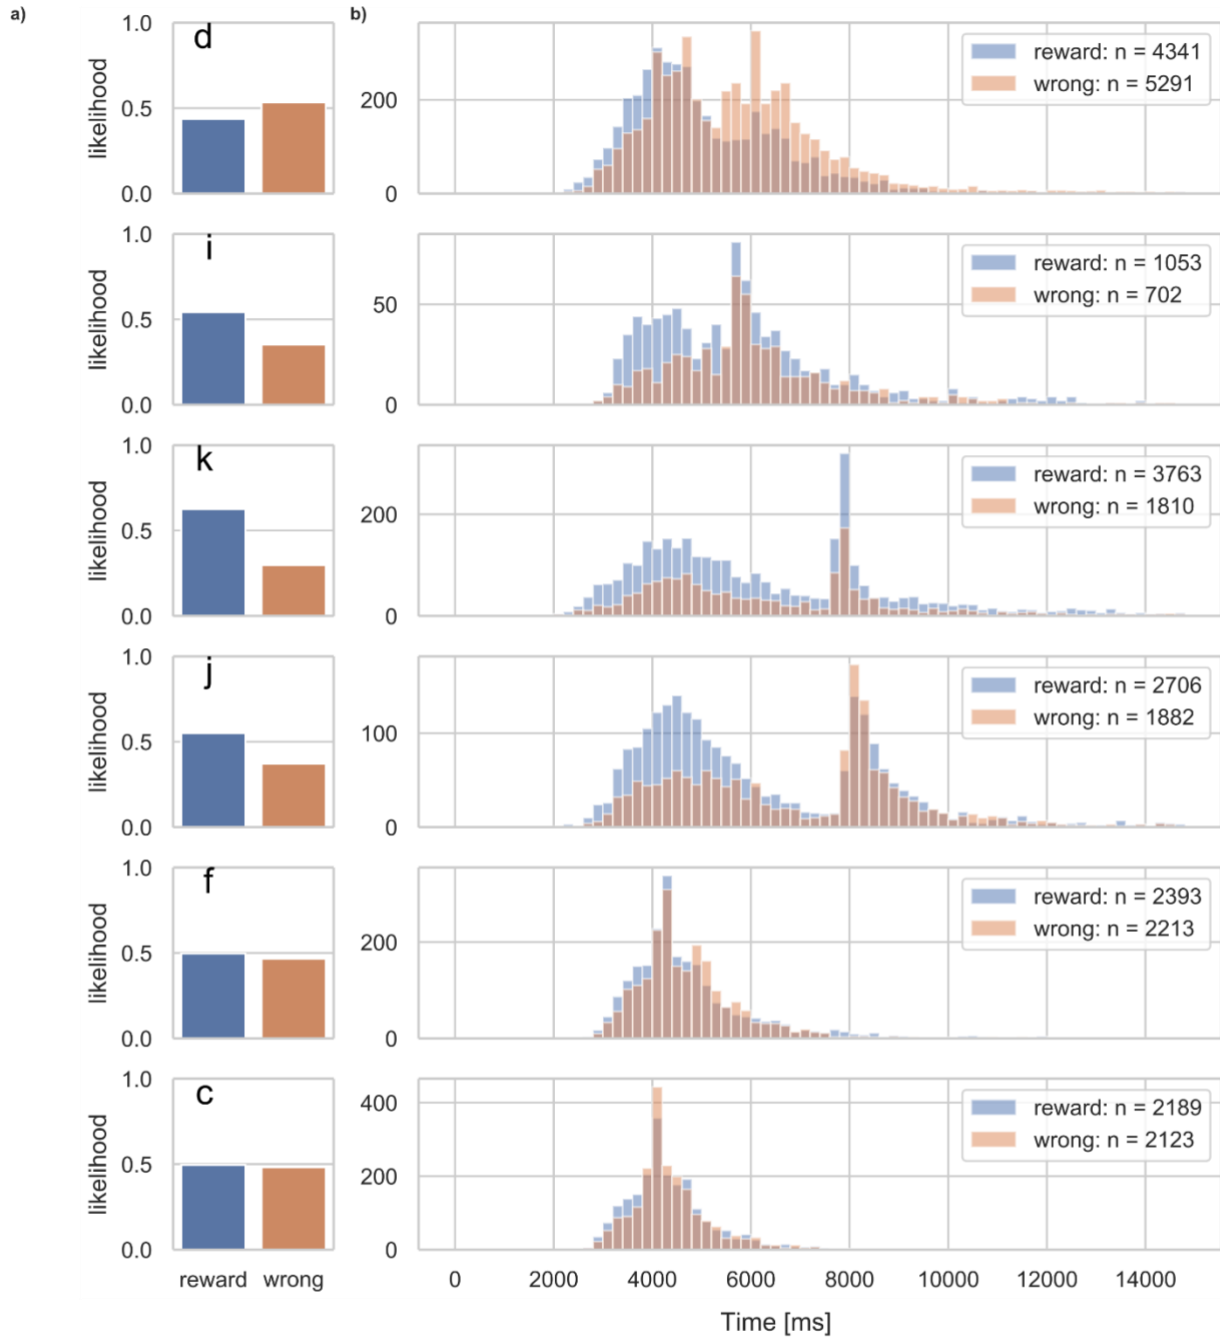 a) b)
1.0
d
likelihood
0.5
0.0
200
0
reward: n = 4341
wrong: n = 5291
1.0
i
likelihood
0.5
0.0
50
0
reward: n = 1053
wrong: n = 702
1.0
k
likelihood
0.5
0.0
200
0
reward: n = 3763
wrong: n = 1810
1.0
j
likelihood
0.5
0.0
100
0
reward: n = 2706
wrong: n = 1882
1.0
f
likelihood
0.5
0.0
200
0
reward: n = 2393
wrong: n = 2213
1.0
c
likelihood
0.5
0.0
400
200
0
reward: n = 2189
wrong: n = 2123
reward wrong
0 2000 4000 6000 8000 10000 12000 14000
Time [ms]